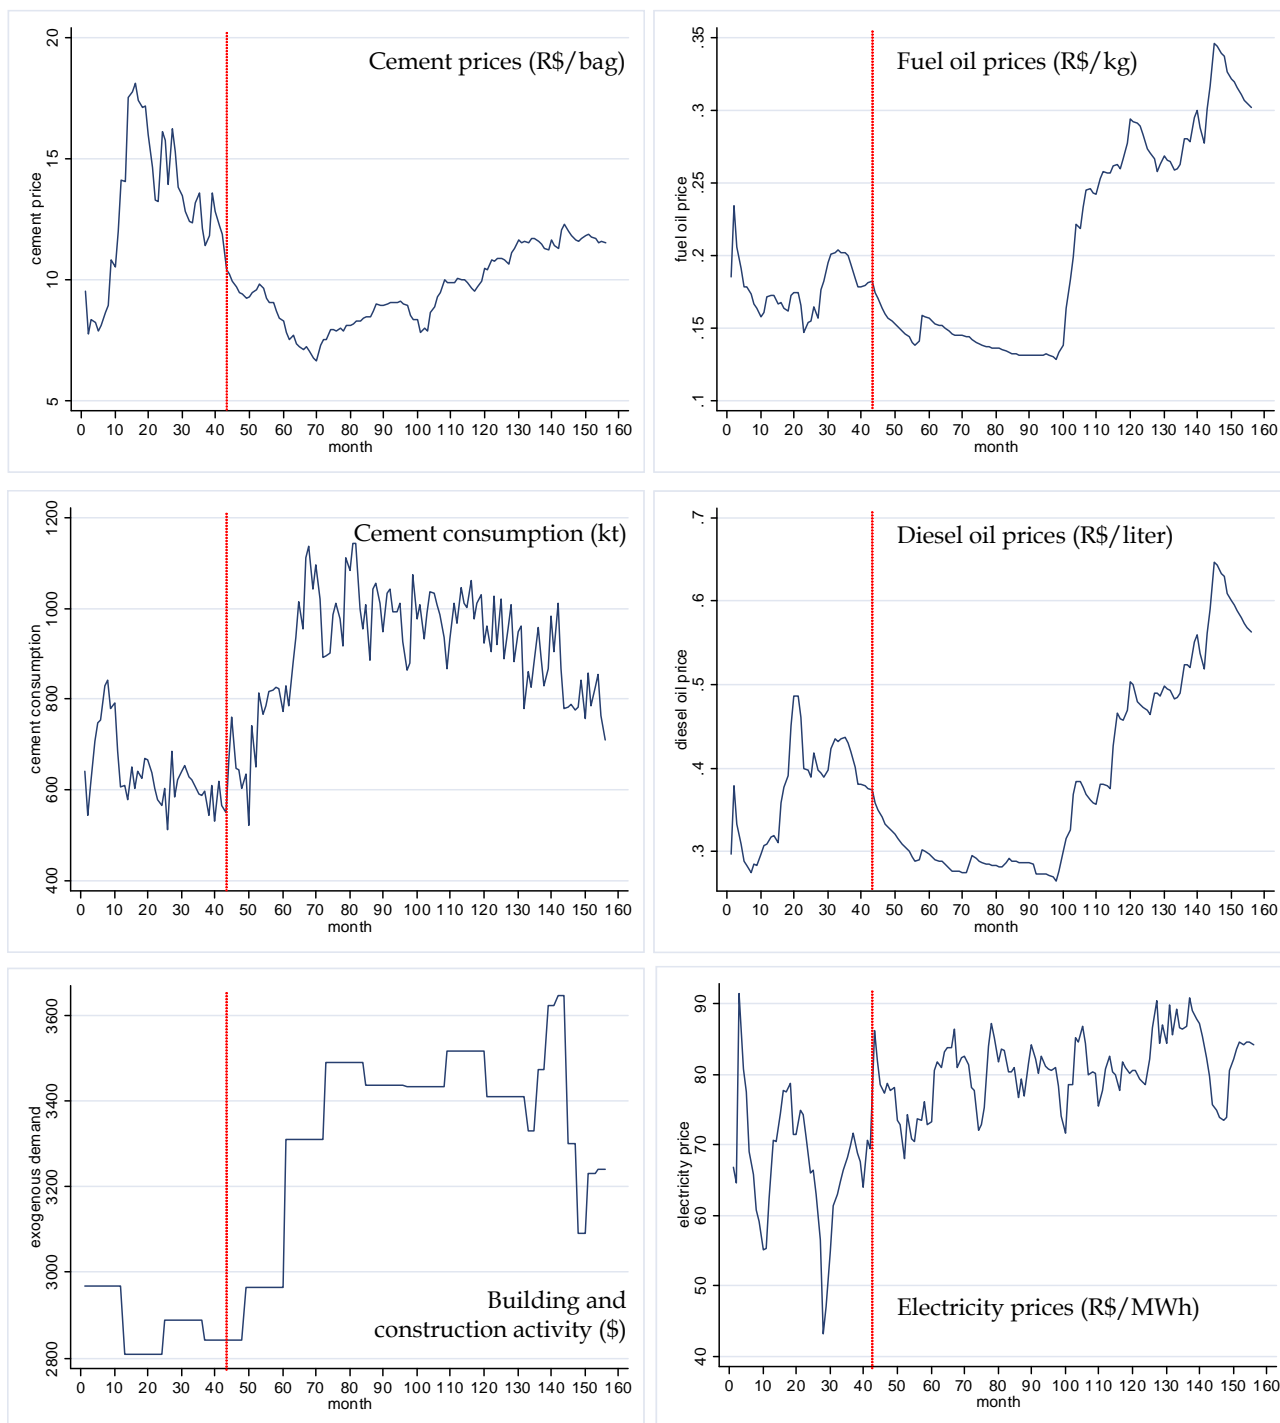 Cement prices (R$/bag)
cement price
20
15
10
5
0 10 20 30 40 50 60 70 80 90 100 110 120 130 140 150 160
month
Fuel oil prices (R$/kg)
fuel oil price
.35
.3
.25
.2
.15
.1
0 10 20 30 40 50 60 70 80 90 100 110 120 130 140 150 160
month
Cement consumption (kt)
cement consumption
1200
1000
800
600
400
0 10 20 30 40 50 60 70 80 90 100 110 120 130 140 150 160
month
Diesel oil prices (R$/liter)
diesel oil price
.7
.6
.5
.4
.3
0 10 20 30 40 50 60 70 80 90 100 110 120 130 140 150 160
month
Building and
construction activity ($)
exogenous demand
3600
3400
3200
3000
2800
0 10 20 30 40 50 60 70 80 90 100 110 120 130 140 150 160
month
Electricity prices (R$/MWh)
electricity price
90
80
70
60
50
40
0 10 20 30 40 50 60 70 80 90 100 110 120 130 140 150 160
month